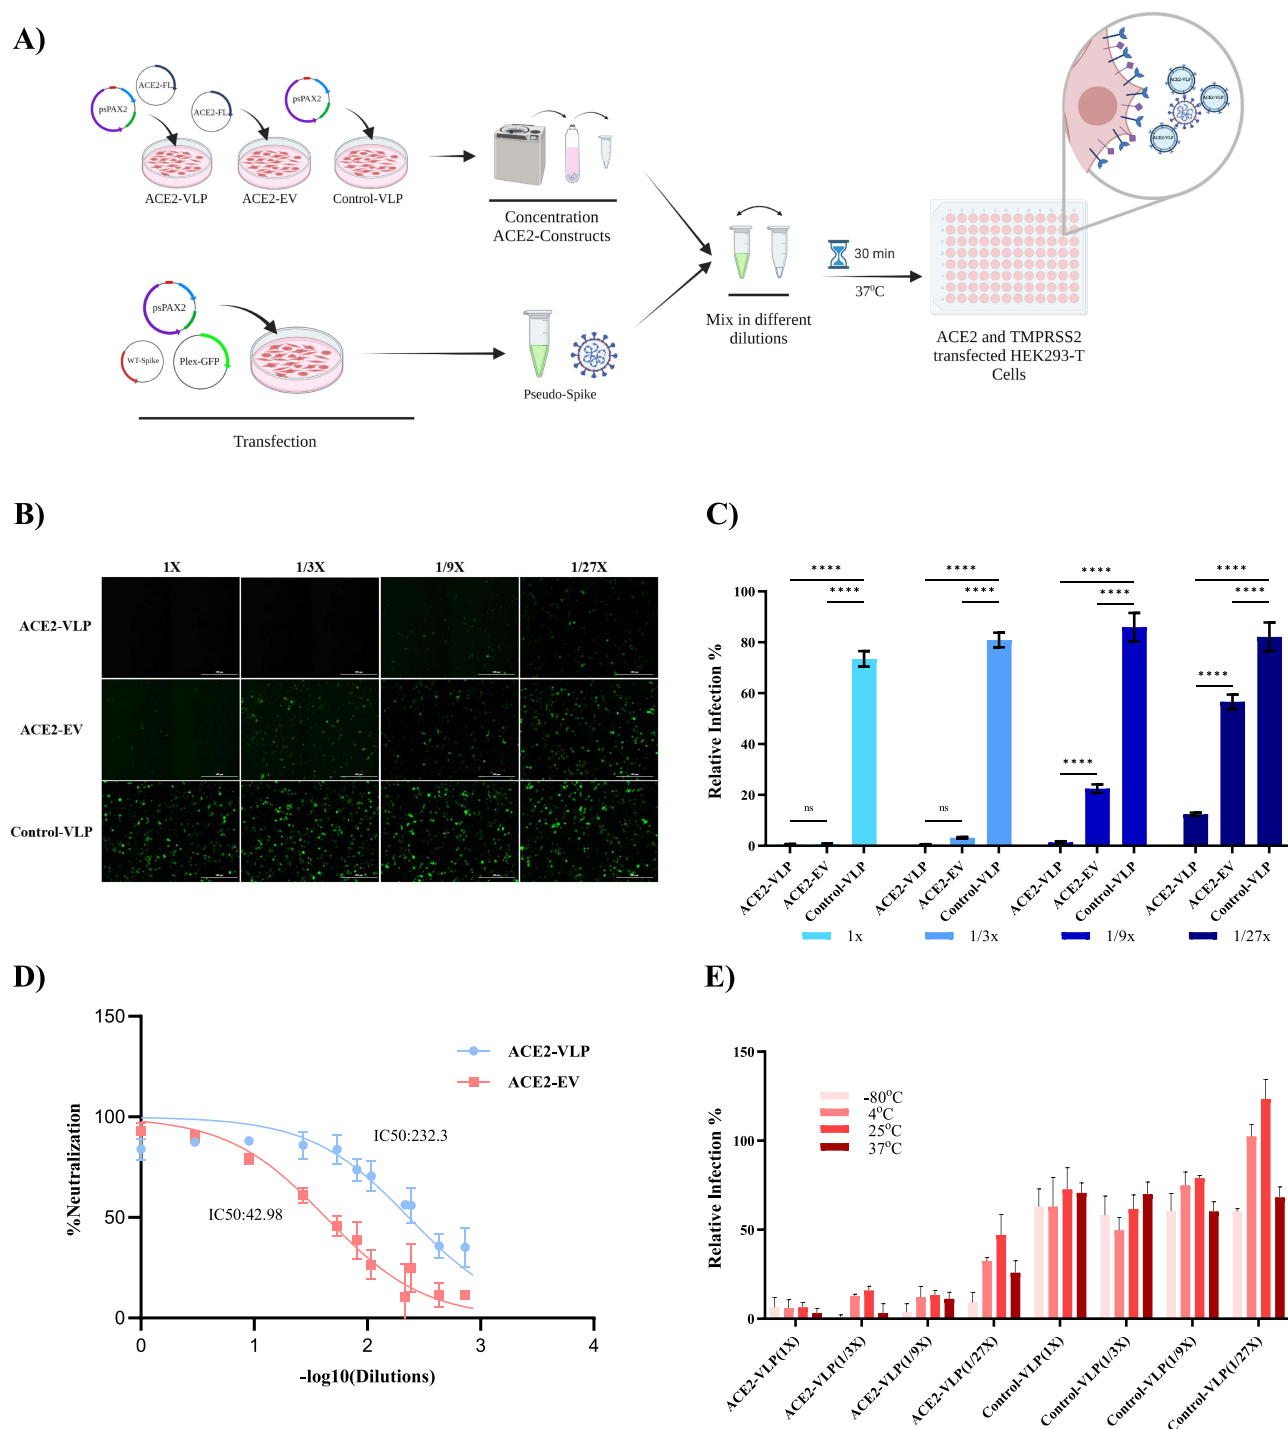 A)
psPAX2
ACE2-FL
ACE2-FL
psPAX2
ACE2-VLP
ACE2-EV
Control-VLP
Concentration
ACE2-Constructs
psPAX2
WT-Spike
Plex-GFP
Transfection
Pseudo-Spike
Mix in different
dilutions
30 min
37⁰C
ACE2-VLP
ACE2-VLP
ACE2-VLP
ACE2 and TMPRSS2
transfected HEK293-T
Cells
B)
1X 1/3X 1/9X 1/27X
ACE2-VLP
ACE2-EV
Control-VLP
C)
Relative Infection %
100
80
60
40
20
0
**** **** **** ****
**** **** **** ****
ns ns **** ****
ACE2-VLP ACE2-EV Control-VLP ACE2-VLP ACE2-EV Control-VLP ACE2-VLP ACE2-EV Control-VLP ACE2-VLP ACE2-EV Control-VLP
1x 1/3x 1/9x 1/27x
D)
%Neutralization
150
100
50
0
ACE2-VLP
ACE2-EV
IC50:232.3
IC50:42.98
0 1 2 3 4
-log10(Dilutions)
E)
Relative Infection %
150
100
50
0
-80°C
4°C
25°C
37°C
ACE2-VLP(1X)
ACE2-VLP(1/3X)
ACE2-VLP(1/9X)
ACE2-VLP(1/27X)
Control-VLP(1X)
Control-VLP(1/3X)
Control-VLP(1/9X)
Control-VLP(1/27X)